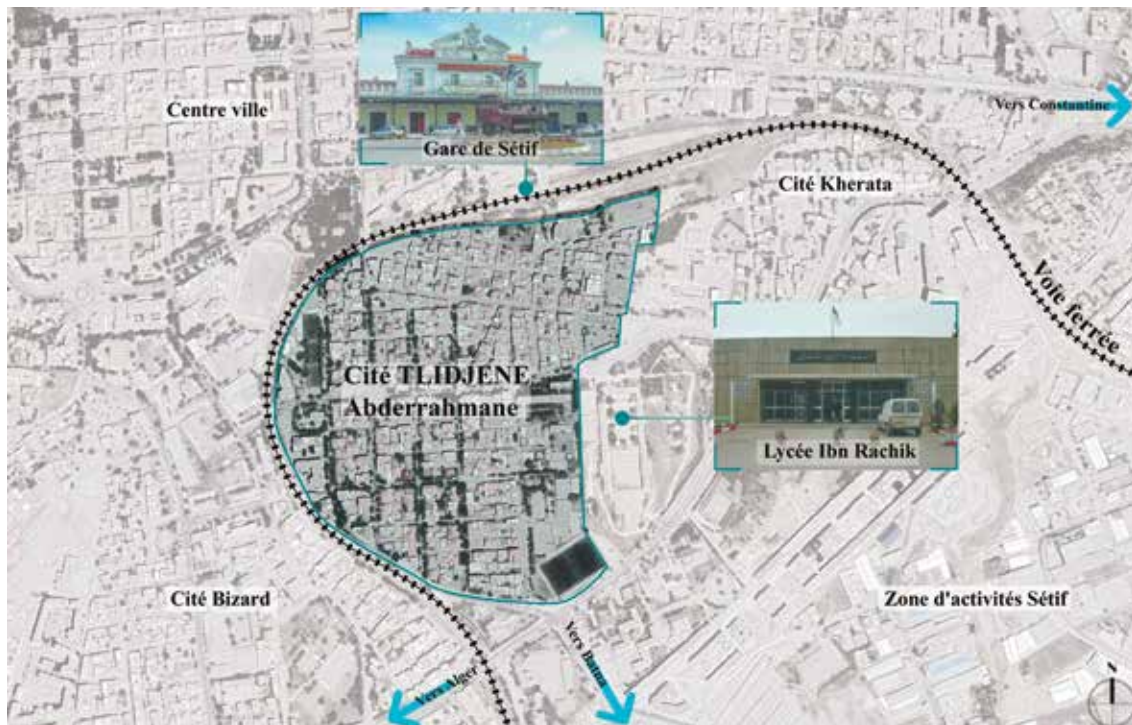 Centre ville
Gare de Sétif
Vers Constantine
Cité Kherata
Voie ferrée
Cité TLIDJENE
Abderrahmane
Lycée Ibn Rachik
Cité Bizard
Zone d'activités Sétif
Vers Alger
Vers Batna